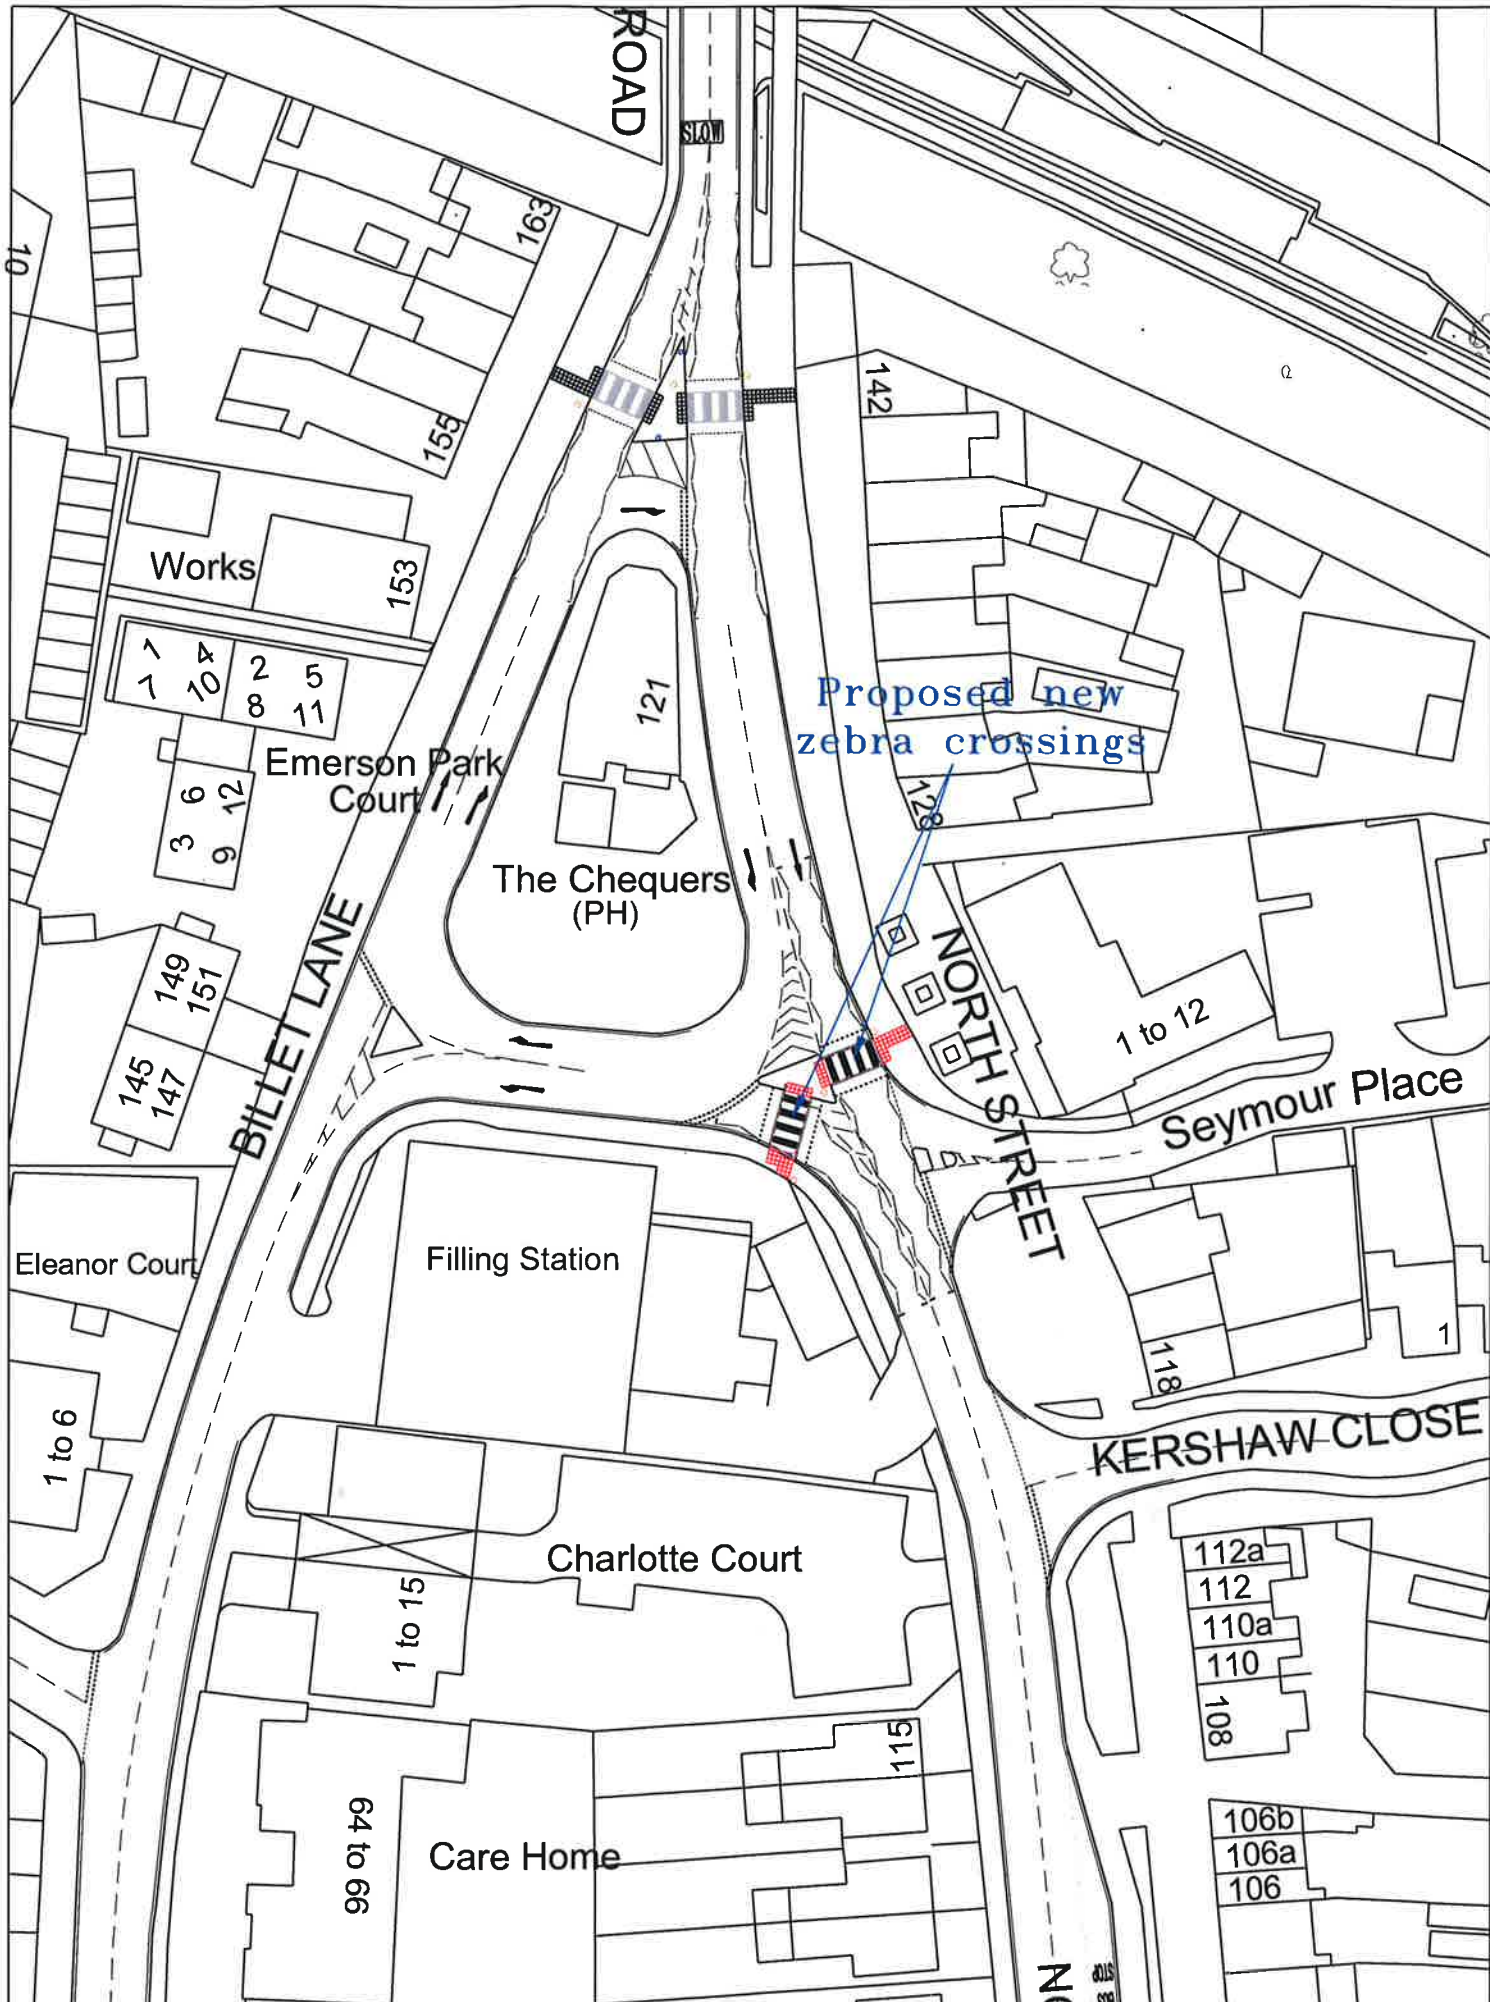 ROAD
SLOW
163
10
155
142
Works
153
1 4 2 5
7 10 8 11
121
Proposed new
zebra crossings
Emerson Park
Court
6 12
3 9
128
The Chequers
(PH)
BILLET LANE
NORTH STREET
149
151
145
147
1 to 12
Seymour Place
Eleanor Court
Filling Station
118
1
1 to 6
KERSHAW CLOSE
Charlotte Court
1 to 15
112a
112
110a
110
108
115
64 to 66
Care Home
106b
106a
106
NO
BUS
STOP